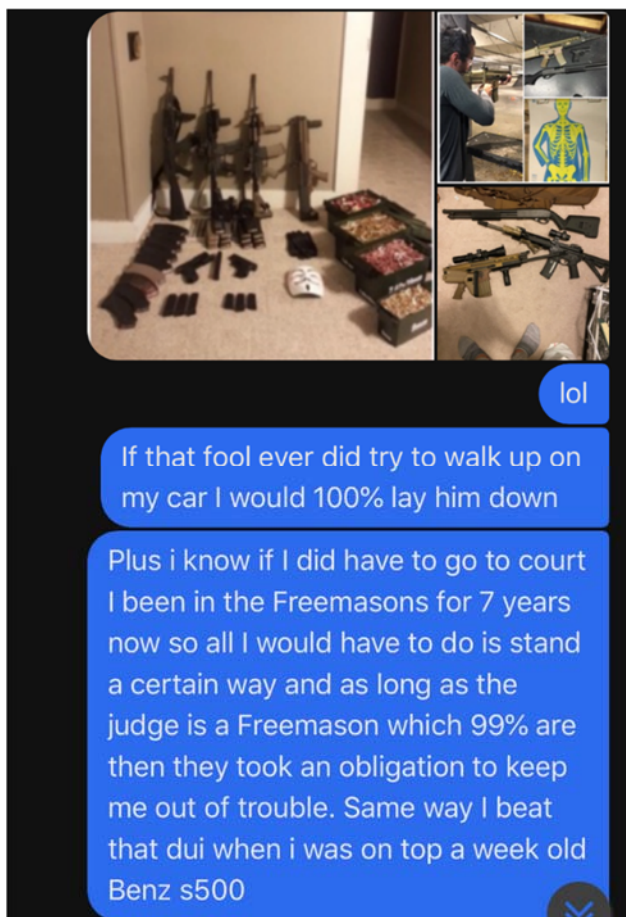 lol
If that fool ever did try to walk up on
my car I would 100% lay him down
Plus i know if I did have to go to court
I been in the Freemasons for 7 years
now so all I would have to do is stand
a certain way and as long as the
judge is a Freemason which 99% are
then they took an obligation to keep
me out of trouble. Same way I beat
that dui when i was on top a week old
Benz s500